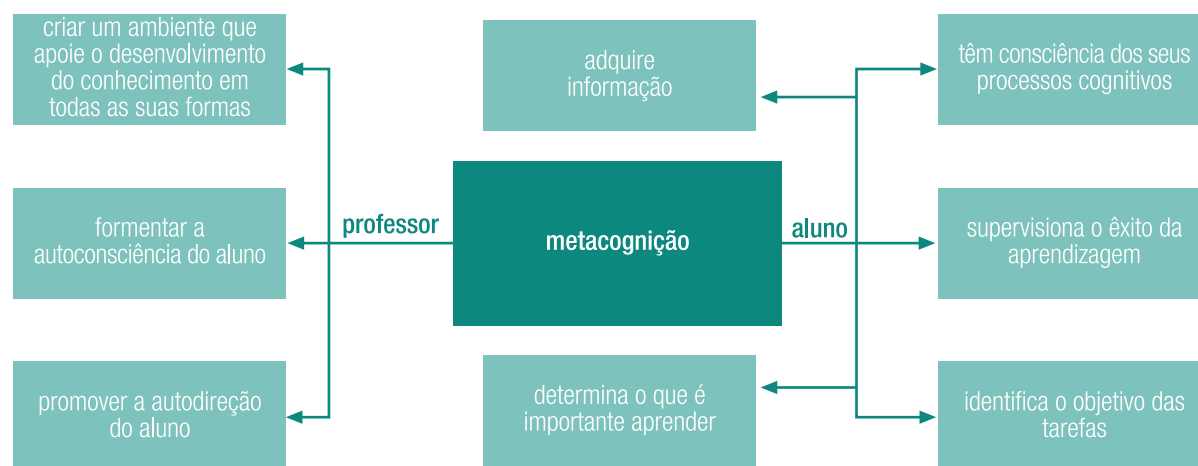 criar um ambiente que
apoie o desenvolvimento
do conhecimento em
todas as suas formas
formentar a
autoconsciência do aluno
promover a autodireção
do aluno
professor
adquire
informação
metacognição
determina o que é
importante aprender
aluno
têm consciência dos seus
processos cognitivos
supervisiona o êxito da
aprendizagem
identifica o objetivo das
tarefas